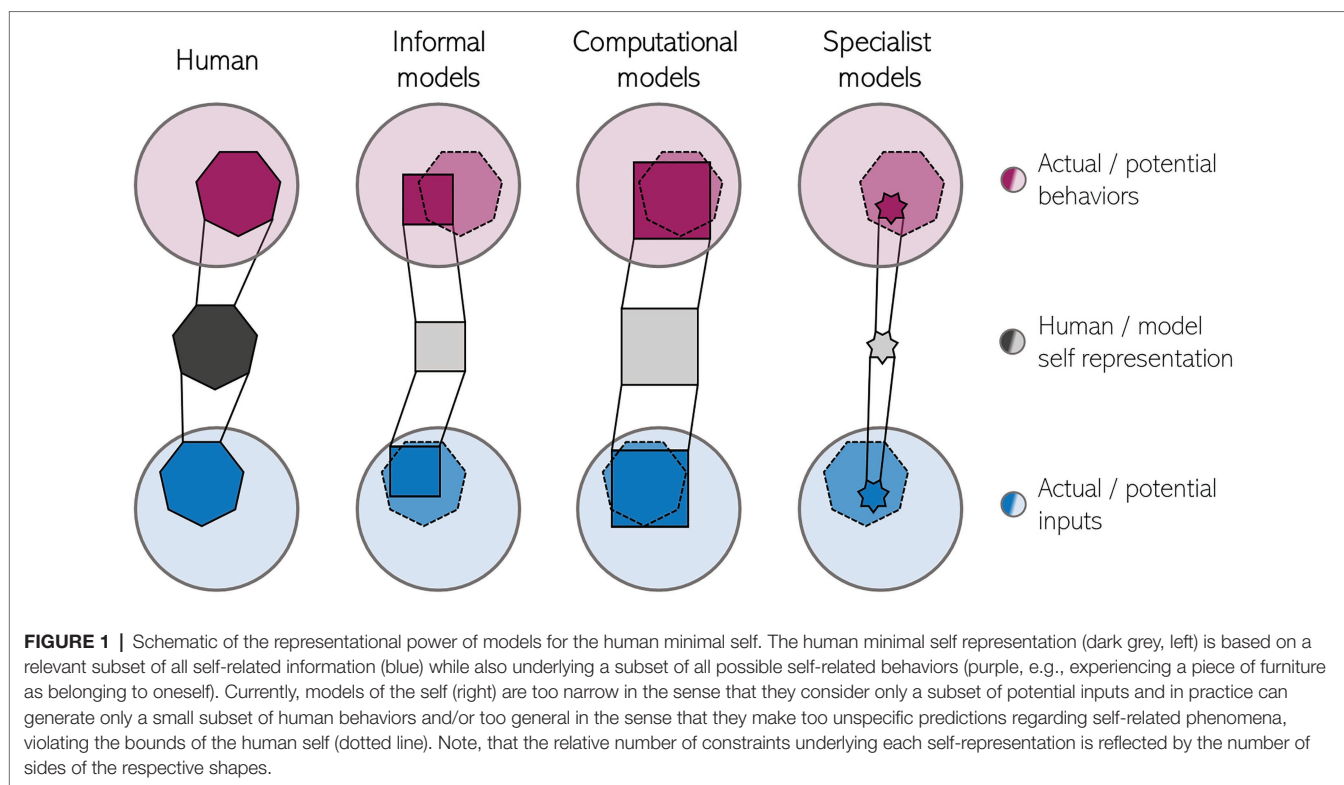 Human
Informal
models
Computational
models
Specialist
models
Actual / potential
behaviors
Human / model
self representation
Actual / potential
inputs
FIGURE 1 | Schematic of the representational power of models for the human minimal self. The human minimal self representation (dark grey, left) is based on a
relevant subset of all self-related information (blue) while also underlying a subset of all possible self-related behaviors (purple, e.g., experiencing a piece of furniture
as belonging to oneself). Currently, models of the self (right) are too narrow in the sense that they consider only a subset of potential inputs and in practice can
generate only a small subset of human behaviors and/or too general in the sense that they make too unspecific predictions regarding self-related phenomena,
violating the bounds of the human self (dotted line). Note, that the relative number of constraints underlying each self-representation is reflected by the number of
sides of the respective shapes.